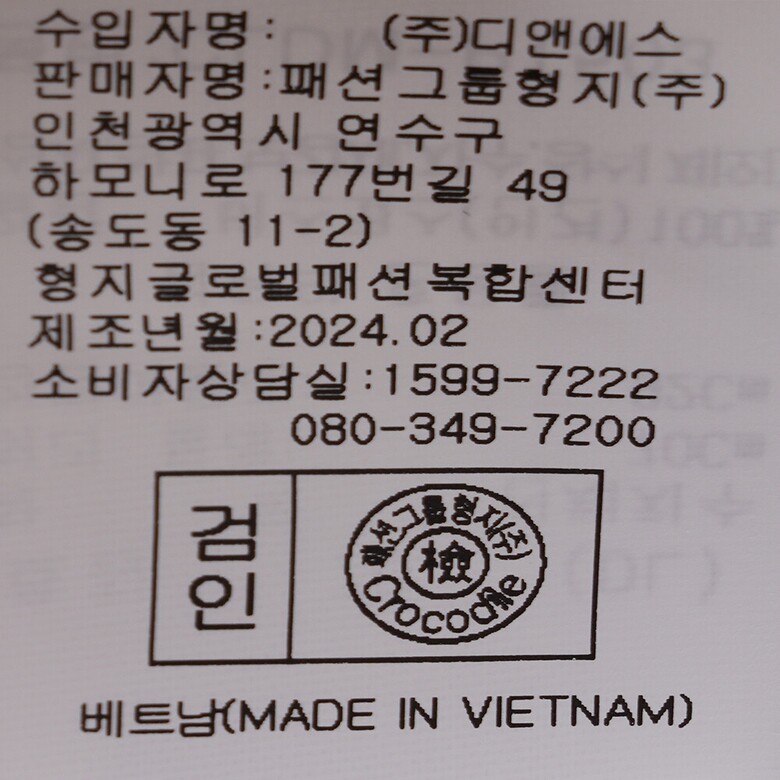 수입자명: (주)디앤에스
판매자명:패션그룹형지(주)
인천광역시 연수구
하모니로 177번길 49
(송도동 11-2)
형지글로벌패션복합센터
제조년월:2024.02
소비자상담실:1599-7222
080-349-7200
검인
패션그룹형지(주)
檢
Crocodile
베트남(MADE IN VIETNAM)